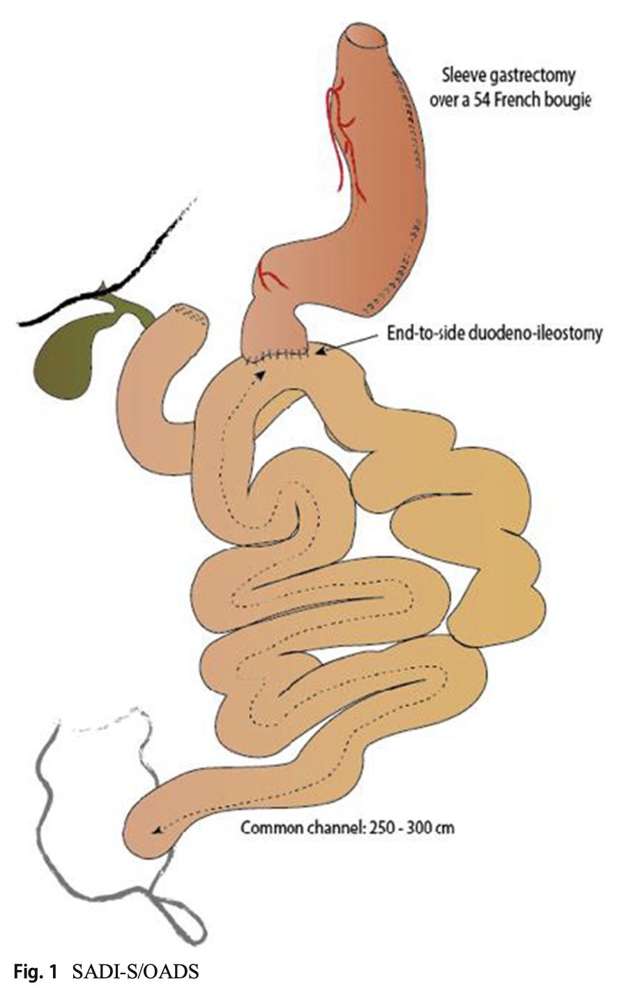 Sleeve gastrectomy
over a 54 French bougie
End-to-side duodeno-ileostomy
Common channel: 250 - 300 cm
Fig. 1 SADI-S/OADS